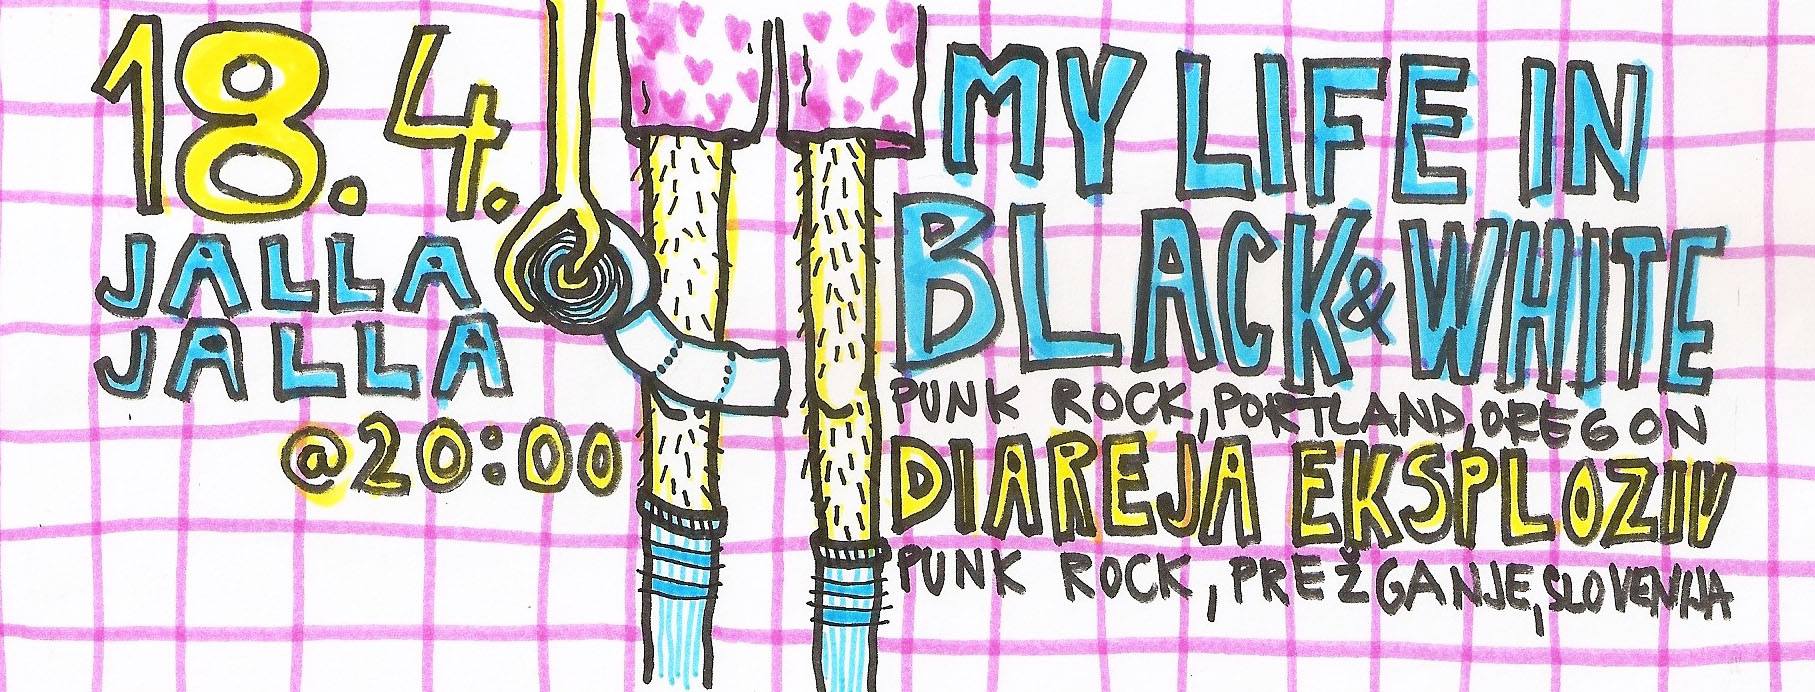 18.4.
JALLA
JALLA
@20:00
MY LIFE IN
BLACK&WHITE
PUNK ROCK, PORTLAND, OREGON
DIAREJA EKSPLOZIV
PUNK ROCK, PREŽGANJE, SLOVENIJA